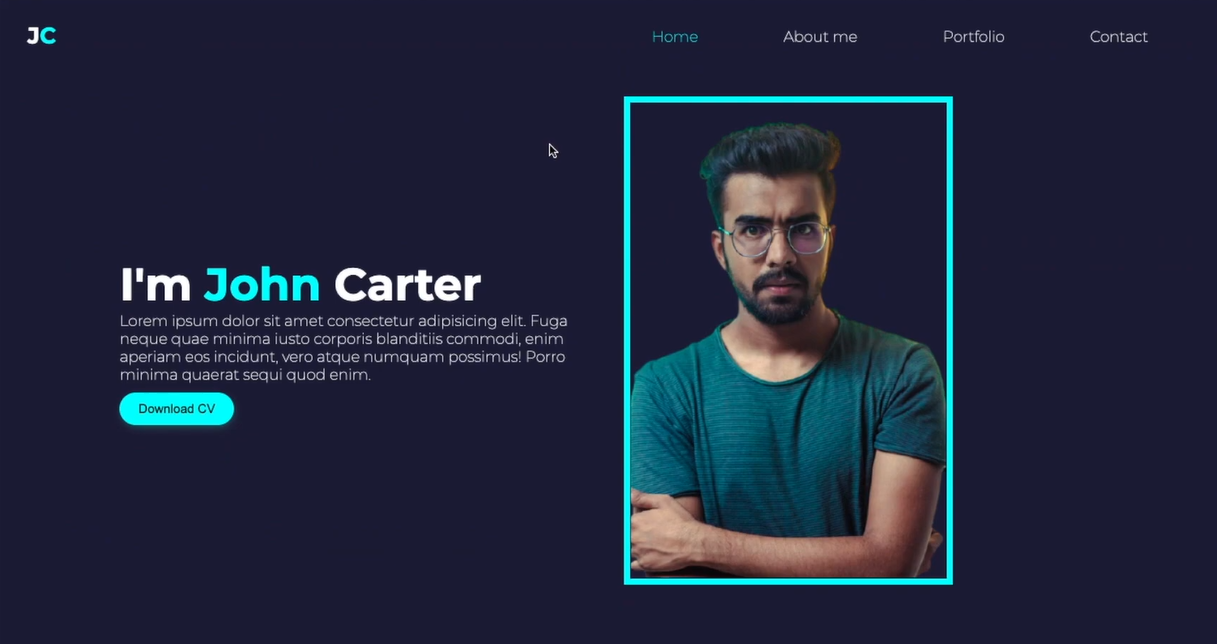 JC
Home About me Portfolio Contact
I'm John Carter
Lorem ipsum dolor sit amet consectetur adipisicing elit. Fuga
neque quae minima iusto corporis blanditiis commodi, enim
aperiam eos incidunt, vero atque numquam possimus! Porro
minima quaerat sequi quod enim.
Download CV